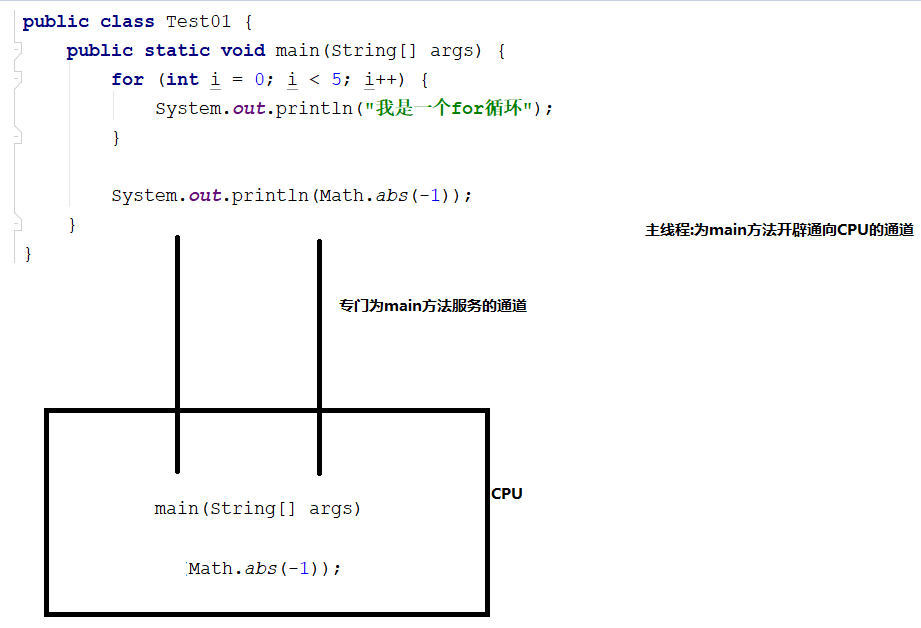 public class Test01 {
public static void main(String[] args) {
for (int i = 0; i < 5; i++) {
System.out.println("我是一个for循环");
}
System.out.println(Math.abs(-1));
}
主线程:为main方法开辟通向CPU的通道
}
专门为main方法服务的通道
CPU
main(String[] args)
Math.abs(-1));